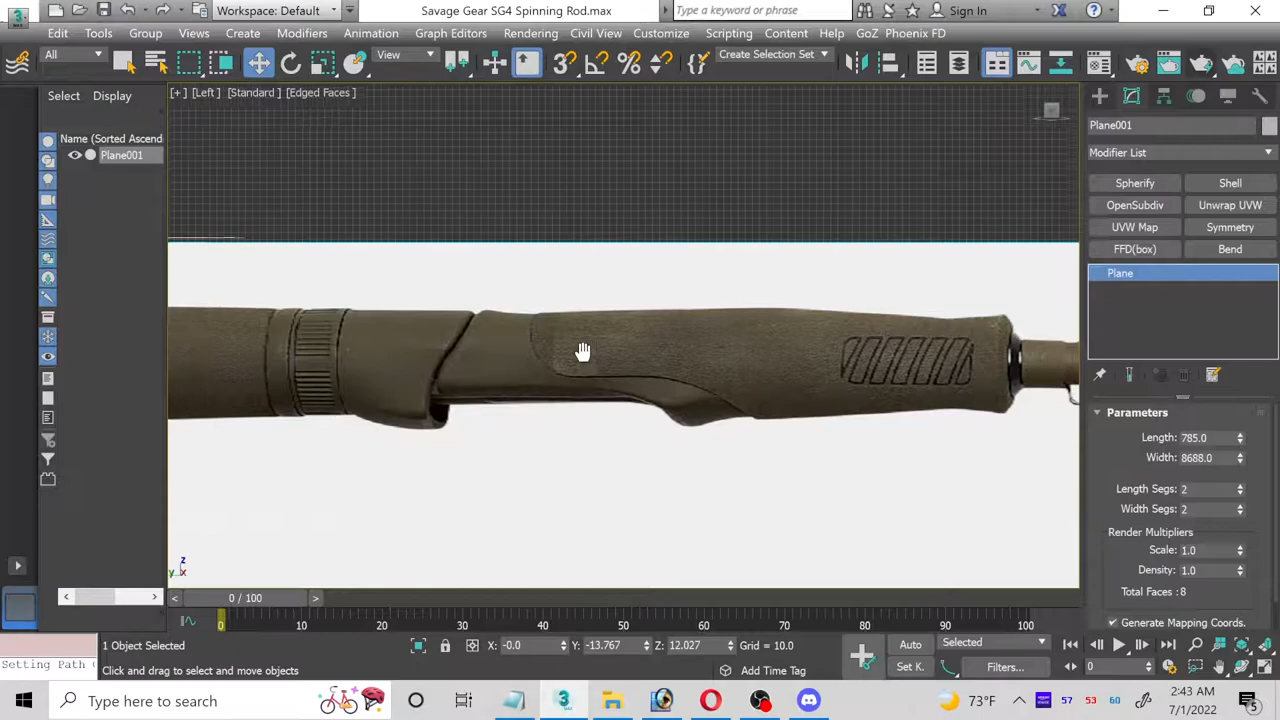 Workspaces: Default
Savage Gear SG4 Spinning Rod.max
Type a keyword or phrase
Sign In
Edit Tools Group Views Create Modifiers Animation Graph Editors Rendering Civil View Customize Scripting Content Help GoZ Phoenix FD
All
View
Create Selection Set
Select Display
[+] [Left] [Standard] [Edged Faces]
Name (Sorted Ascend
Plane001
Plane001
Modifier List
Spherify Shell
OpenSubdiv Unwrap UVW
UVW Map Symmetry
FFD(box) Bend
Plane
Parameters
Length: 785.0
Width: 8688.0
Length Segs: 2
Width Segs: 2
Render Multipliers
Scale: 1.0
Density: 1.0
Total Faces : 8
Generate Mapping Coords.
z
y x
< 0 / 100 >
0 10 20 30 40 50 60 70 80 90 100
1 Object Selected
X: -0.0 Y: -13.767 Z: 12.027 Grid = 10.0
Auto Selected
Setting Path (
Click and drag to select and move objects
Add Time Tag
Set K. Filters...
0
Type here to search
73°F
57 53 60
2:43 AM
7/1/2022
5